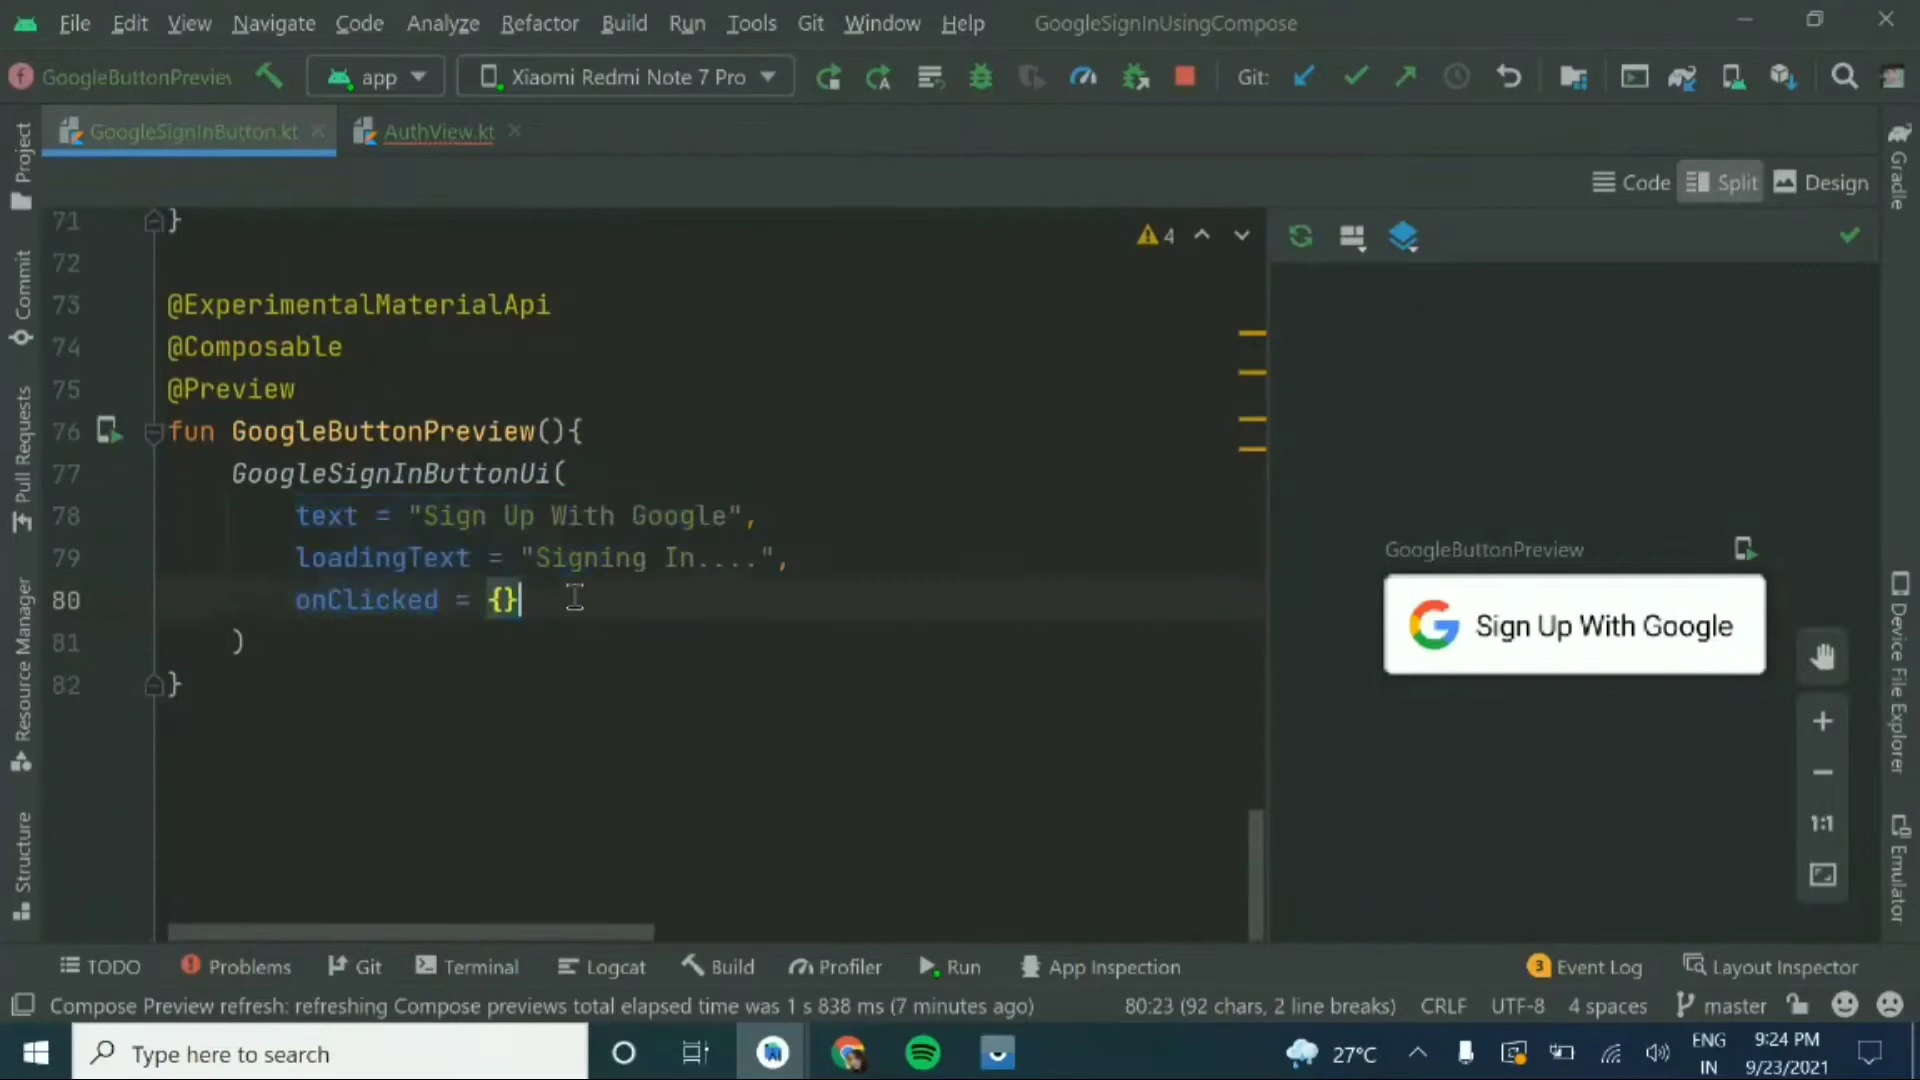 File Edit View Navigate Code Analyze Refactor Build Run Tools Git Window Help GoogleSignInUsingCompose
GoogleButtonPreview app Xiaomi Redmi Note 7 Pro Git:
GoogleSignInButton.kt AuthView.kt
Code Split Design
Project
Commit
Pull Requests
Resource Manager
Structure
71 }
72
73 @ExperimentalMaterialApi
74 @Composable
75 @Preview
76 fun GoogleButtonPreview(){
77 GoogleSignInButtonUi(
78 text = "Sign Up With Google",
79 loadingText = "Signing In....",
80 onClicked = {}
81 )
82 }
4
GoogleButtonPreview
Sign Up With Google
1:1
Gradle
Device File Explorer
Emulator
TODO Problems Git Terminal Logcat Build Profiler Run App Inspection 3 Event Log Layout Inspector
Compose Preview refresh: refreshing Compose previews total elapsed time was 1 s 838 ms (7 minutes ago) 80:23 (92 chars, 2 line breaks) CRLF UTF-8 4 spaces master
Type here to search 27°C ENG IN 9:24 PM 9/23/2021